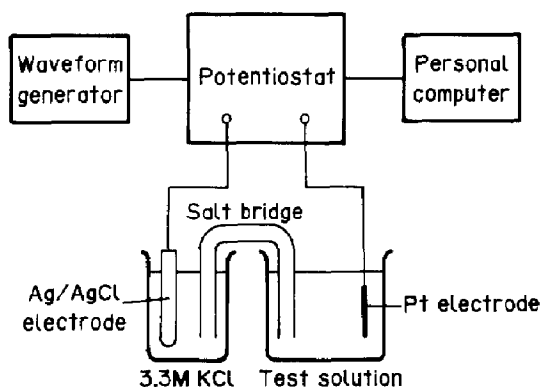 Waveform
generator
Potentiostat
Personal
computer
Salt bridge
Ag/AgCl
electrode
Pt electrode
3.3M KCl
Test solution